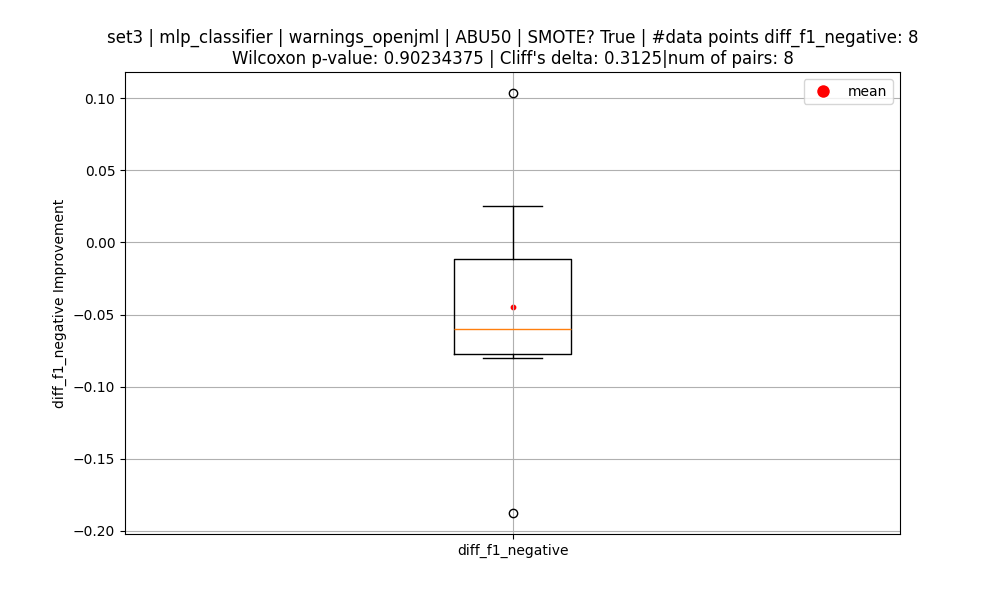 set3 | mlp_classifier | warnings_openjml | ABU50 | SMOTE? True | #data points diff_f1_negative: 8
Wilcoxon p-value: 0.90234375 | Cliff's delta: 0.3125|num of pairs: 8
mean
0.10
0.05
0.00
−0.05
−0.10
−0.15
−0.20
diff_f1_negative Improvement
diff_f1_negative